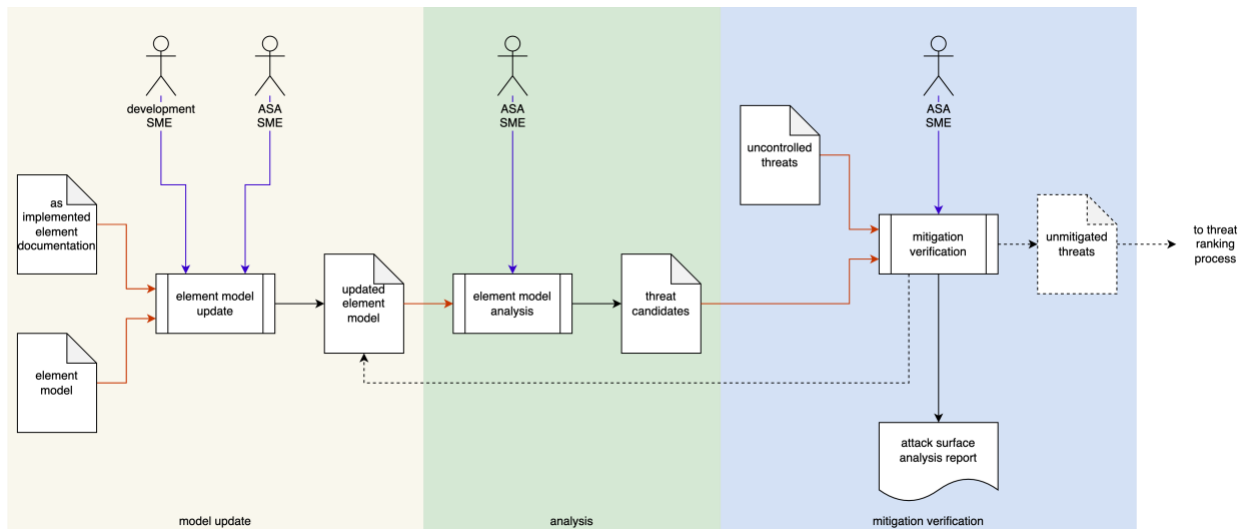 development
SME
ASA
SME
as
implemented
element
documentation
element
model
element model
update
updated
element
model
model update
ASA
SME
element model
analysis
threat
candidates
analysis
uncontrolled
threats
ASA
SME
mitigation
verification
unmitigated
threats
attack surface
analysis report
mitigation verification
to threat
ranking
process